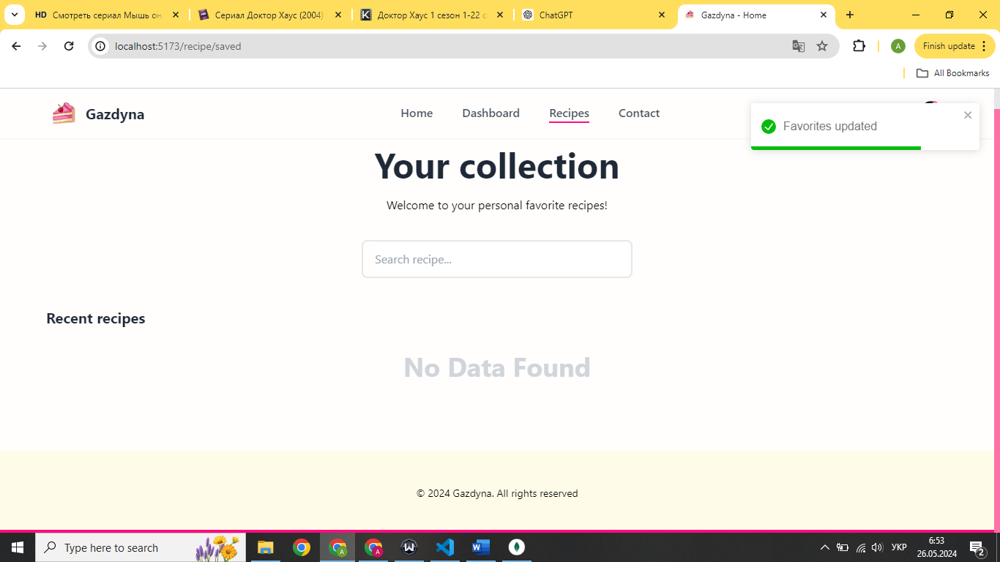 HD Смотреть сериал Мышь он
Сериал Доктор Хаус (2004)
Доктор Хаус 1 сезон 1-22 с
ChatGPT
Gazdyna - Home
localhost:5173/recipe/saved
A
Finish update
All Bookmarks
Gazdyna
Home
Dashboard
Recipes
Contact
Favorites updated
Your collection
Welcome to your personal favorite recipes!
Search recipe...
Recent recipes
No Data Found
© 2024 Gazdyna. All rights reserved
Type here to search
УКР
6:53
26.05.2024
2